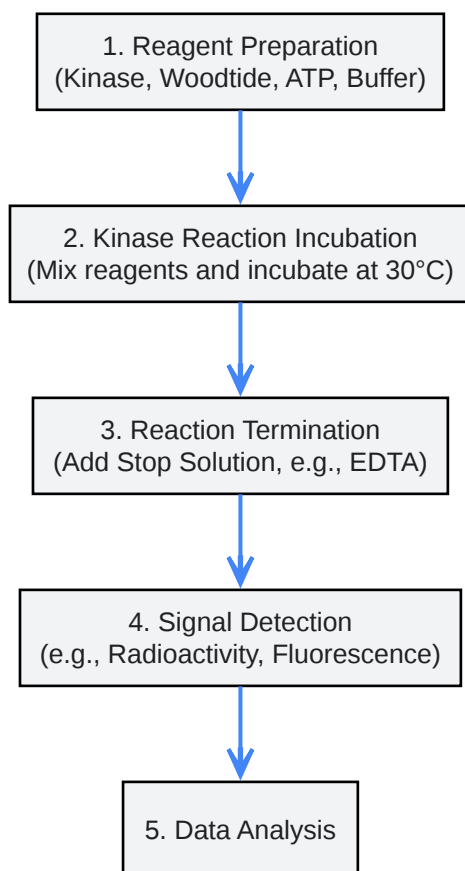 1. Reagent Preparation
(Kinase, Woodtide, ATP, Buffer)
2. Kinase Reaction Incubation
(Mix reagents and incubate at 30°C)
3. Reaction Termination
(Add Stop Solution, e.g., EDTA)
4. Signal Detection
(e.g., Radioactivity, Fluorescence)
5. Data Analysis